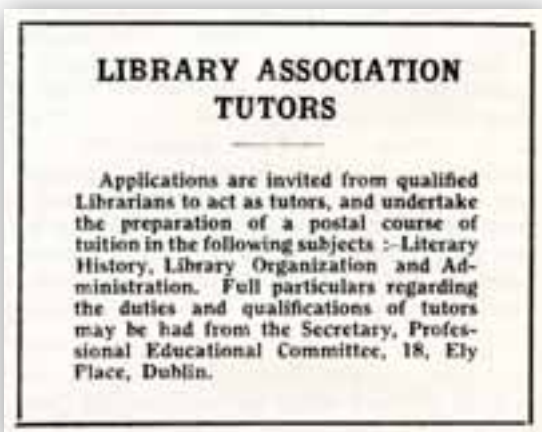 LIBRARY ASSOCIATION
TUTORS
Applications are invited from qualified
Librarians to act as tutors, and undertake
the preparation of a postal course of
tuition in the following subjects :–Literary
History, Library Organization and Ad-
ministration. Full particulars regarding
the duties and qualifications of tutors
may be had from the Secretary, Profes-
sional Educational Committee, 18, Ely
Place, Dublin.